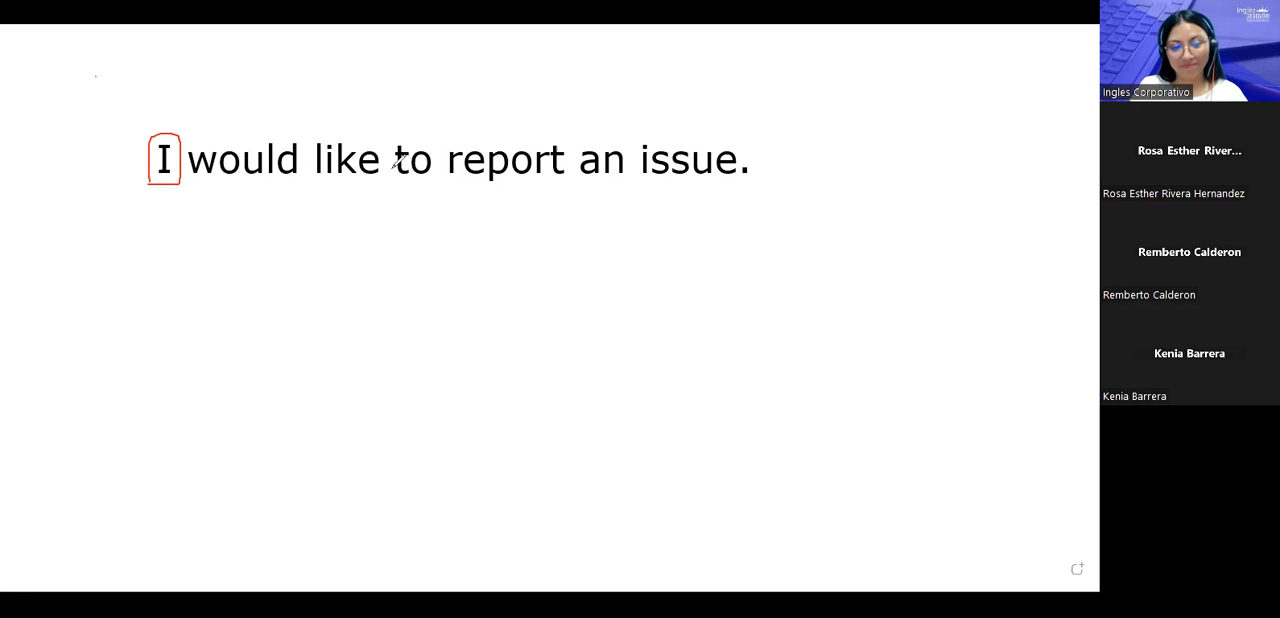 I would like to report an issue.
Ingles Corporativo
Rosa Esther River...
Rosa Esther Rivera Hernandez
Remberto Calderon
Remberto Calderon
Kenia Barrera
Kenia Barrera